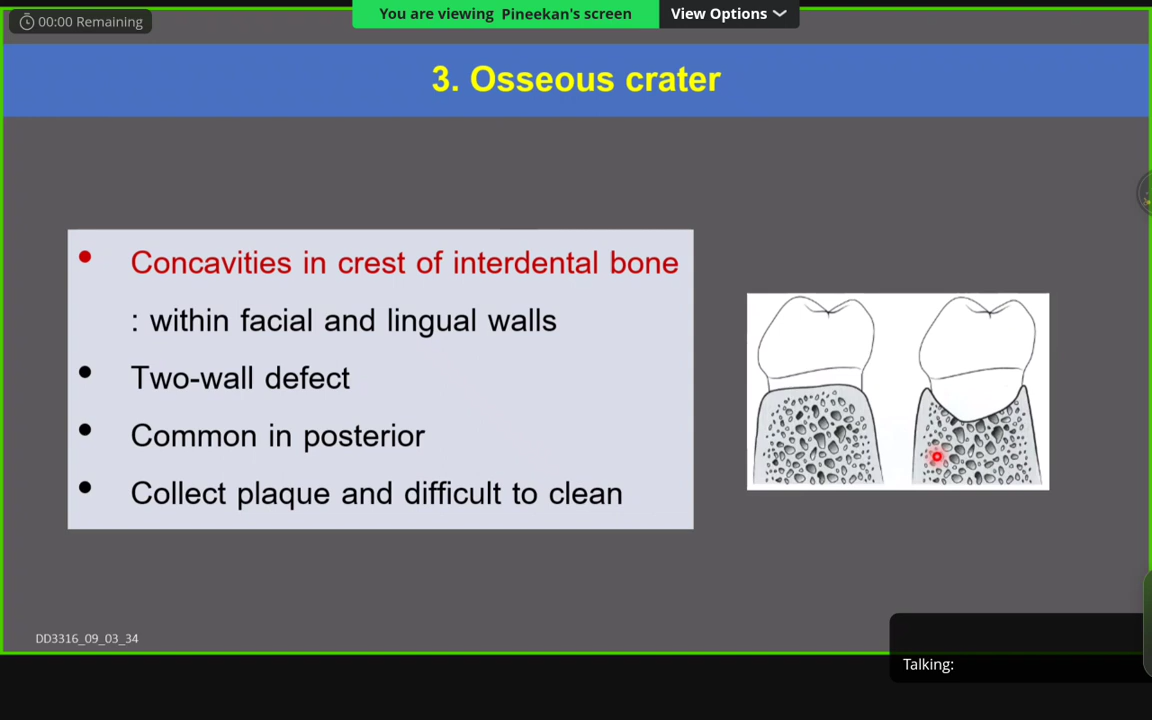 00:00 Remaining
You are viewing Pineekan's screen
View Options
3. Osseous crater
• Concavities in crest of interdental bone
: within facial and lingual walls
• Two-wall defect
• Common in posterior
• Collect plaque and difficult to clean
DD3316_09_03_34
Talking: